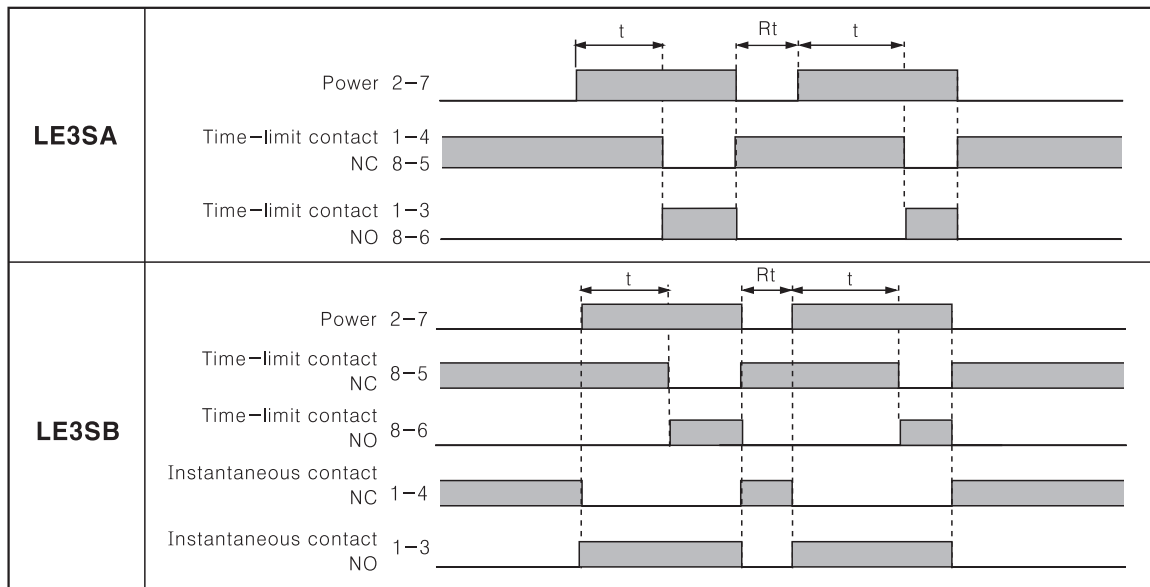 t Rt t
Power 2-7
LE3SA
Time-limit contact 1-4
NC 8-5
Time-limit contact 1-3
NO 8-6
t Rt t
Power 2-7
Time-limit contact
NC 8-5
LE3SB
Time-limit contact
NO 8-6
Instantaneous contact
NC 1-4
Instantaneous contact
NO 1-3